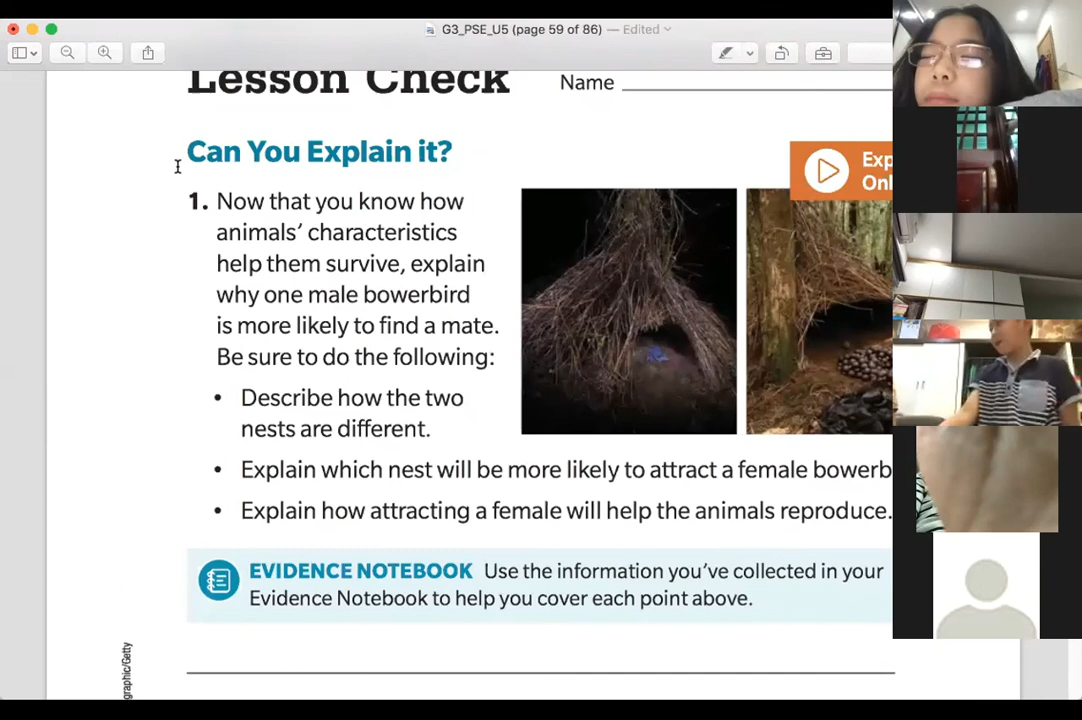 G3_PSE_U5 (page 59 of 86) — Edited
Lesson Check
Name
Can You Explain it?
1. Now that you know how
animals' characteristics
help them survive, explain
why one male bowerbird
is more likely to find a mate.
Be sure to do the following:
• Describe how the two
nests are different.
• Explain which nest will be more likely to attract a female bowerb
• Explain how attracting a female will help the animals reproduce.
Exp
Onl
EVIDENCE NOTEBOOK Use the information you've collected in your
Evidence Notebook to help you cover each point above.
graphic/Getty